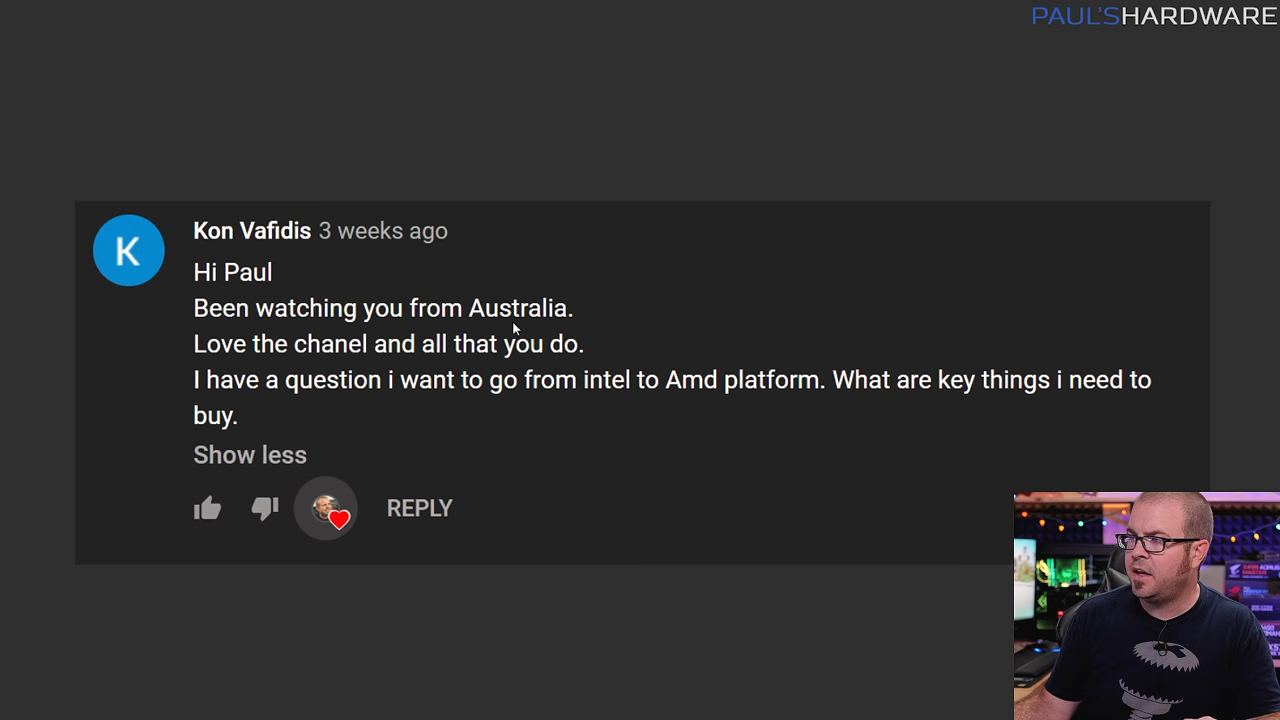 PAUL'SHARDWARE
K
Kon Vafidis 3 weeks ago
Hi Paul
Been watching you from Australia.
Love the chanel and all that you do.
I have a question i want to go from intel to Amd platform. What are key things i need to
buy.
Show less
REPLY